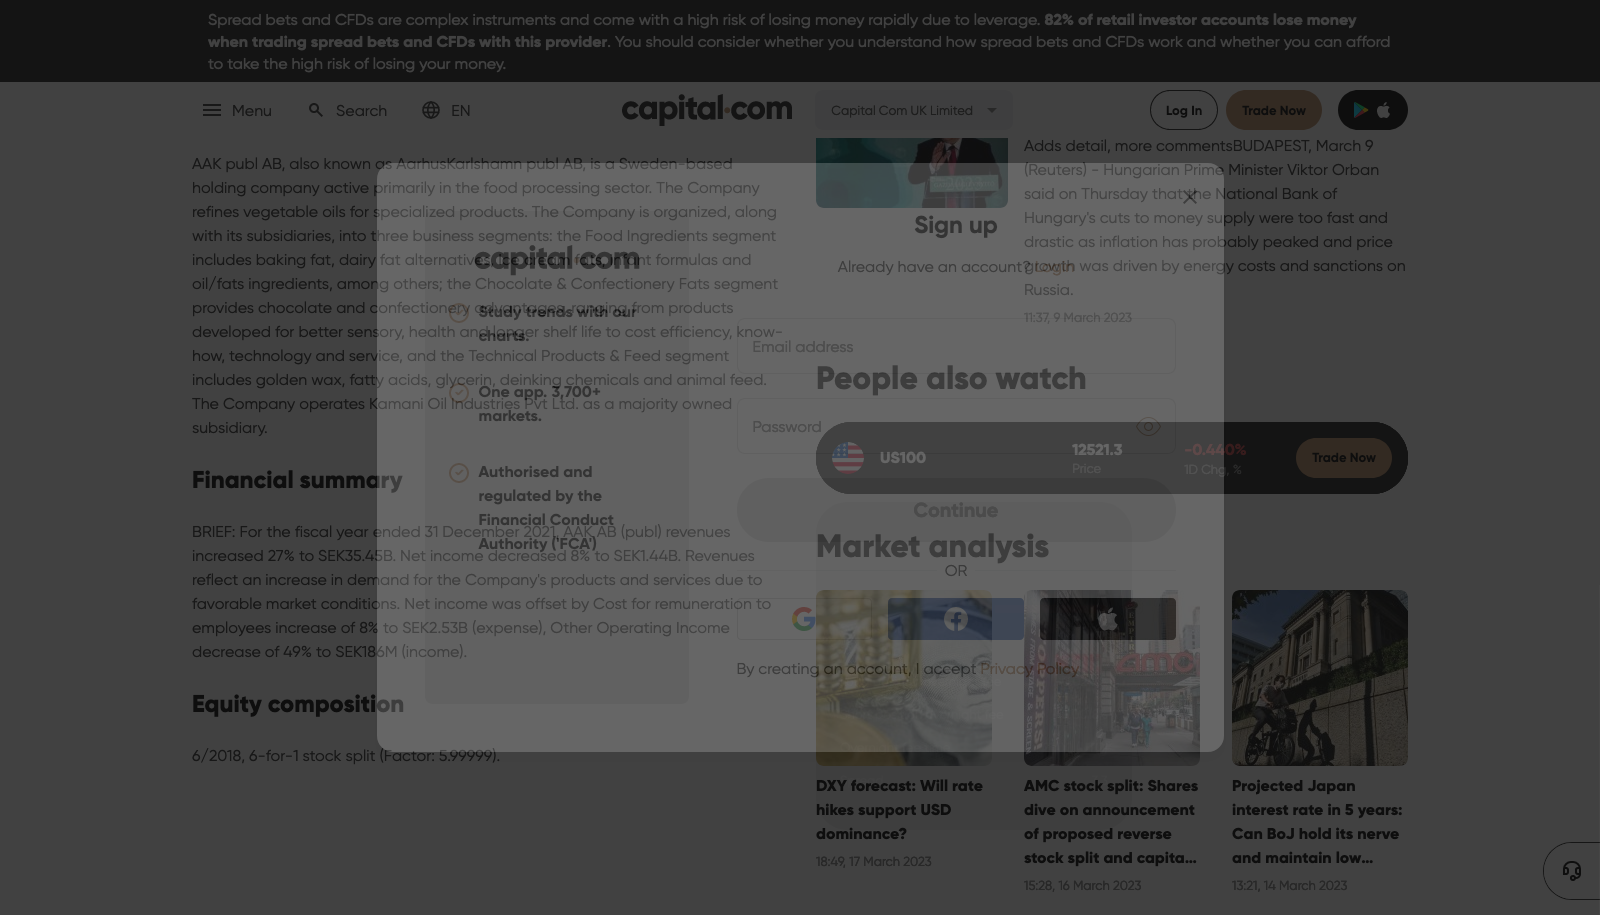 Spread bets and CFDs are complex instruments and come with a high risk of losing money rapidly due to leverage. 82% of retail investor accounts lose money
when trading spread bets and CFDs with this provider. You should consider whether you understand how spread bets and CFDs work and whether you can afford
to take the high risk of losing your money.
Menu
Search
EN
capital.com
Capital Com UK Limited
Log In
Trade Now
AAK publ AB, also known as AarhusKarlshamn publ AB, is a Sweden-based
holding company active primarily in the food processing sector. The Company
refines vegetable oils for specialized products. The Company is organized, along
with its subsidiaries, into three business segments: the Food Ingredients segment
includes baking fat, dairy fat alternatives, ice cream fats, infant formulas and
oil/fats ingredients, among others; the Chocolate & Confectionery Fats segment
provides chocolate and confectionery advantages, ranging from products
developed for better sensory, health and longer shelf life to cost efficiency, know-
how, technology and service, and the Technical Products & Feed segment
includes golden wax, fatty acids, glycerin, deinking chemicals and animal feed.
The Company operates Kamani Oil Industries Pvt Ltd. as a majority owned
subsidiary.
Financial summary
BRIEF: For the fiscal year ended 31 December 2021, AAK AB (publ) revenues
increased 27% to SEK35.45B. Net income decreased 8% to SEK1.44B. Revenues
reflect an increase in demand for the Company's products and services due to
favorable market conditions. Net income was offset by Cost for remuneration to
employees increase of 8% to SEK2.53B (expense), Other Operating Income
decrease of 49% to SEK186M (income).
Equity composition
6/2018, 6-for-1 stock split (Factor: 5.99999).
Adds detail, more commentsBUDAPEST, March 9
(Reuters) - Hungarian Prime Minister Viktor Orban
said on Thursday that the National Bank of
Hungary's cuts to money supply were too fast and
drastic as inflation has probably peaked and price
growth was driven by energy costs and sanctions on
Russia.
11:37, 9 March 2023
People also watch
US100
12521.3
Price
-0.440%
1D Chg, %
Trade Now
Market analysis
DXY forecast: Will rate
hikes support USD
dominance?
18:49, 17 March 2023
AMC stock split: Shares
dive on announcement
of proposed reverse
stock split and capita...
15:28, 16 March 2023
Projected Japan
interest rate in 5 years:
Can BoJ hold its nerve
and maintain low...
13:21, 14 March 2023
capital.com
Study trends with our
charts.
One app. 3,700+
markets.
Authorised and
regulated by the
Financial Conduct
Authority ('FCA')
Sign up
Already have an account? Login
Email address
Password
Continue
OR
By creating an account, I accept Privacy Policy
amc